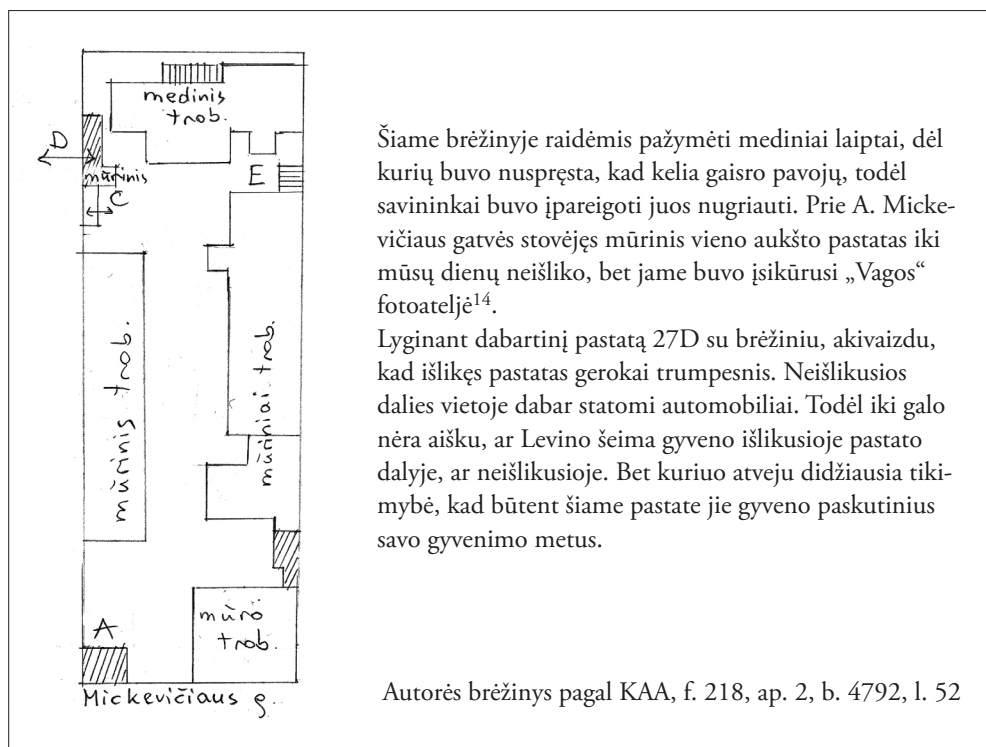 medinis
trob.
D
mūrinis
C
E
mūrinis trob.
mūriniai trob.
A
mūro
trob.
Mickevičiaus g.
Šiame brėžinyje raidėmis pažymėti mediniai laiptai, dėl
kurių buvo nuspręsta, kad kelia gaisro pavojų, todėl
savininkai buvo įpareigoti juos nugriauti. Prie A. Micke-
vičiaus gatvės stovėjęs mūrinis vieno aukšto pastatas iki
mūsų dienų neišliko, bet jame buvo įsikūrusi „Vagos“
fotoateljė14.
Lyginant dabartinį pastatą 27D su brėžiniu, akivaizdu,
kad išlikęs pastatas gerokai trumpesnis. Neišlikusios
dalies vietoje dabar statomi automobiliai. Todėl iki galo
nėra aišku, ar Levino šeima gyveno išlikusioje pastato
dalyje, ar neišlikusioje. Bet kuriuo atveju didžiausia tiki-
mybė, kad būtent šiame pastate jie gyveno paskutinius
savo gyvenimo metus.
Autorės brėžinys pagal KAA, f. 218, ap. 2, b. 4792, l. 52